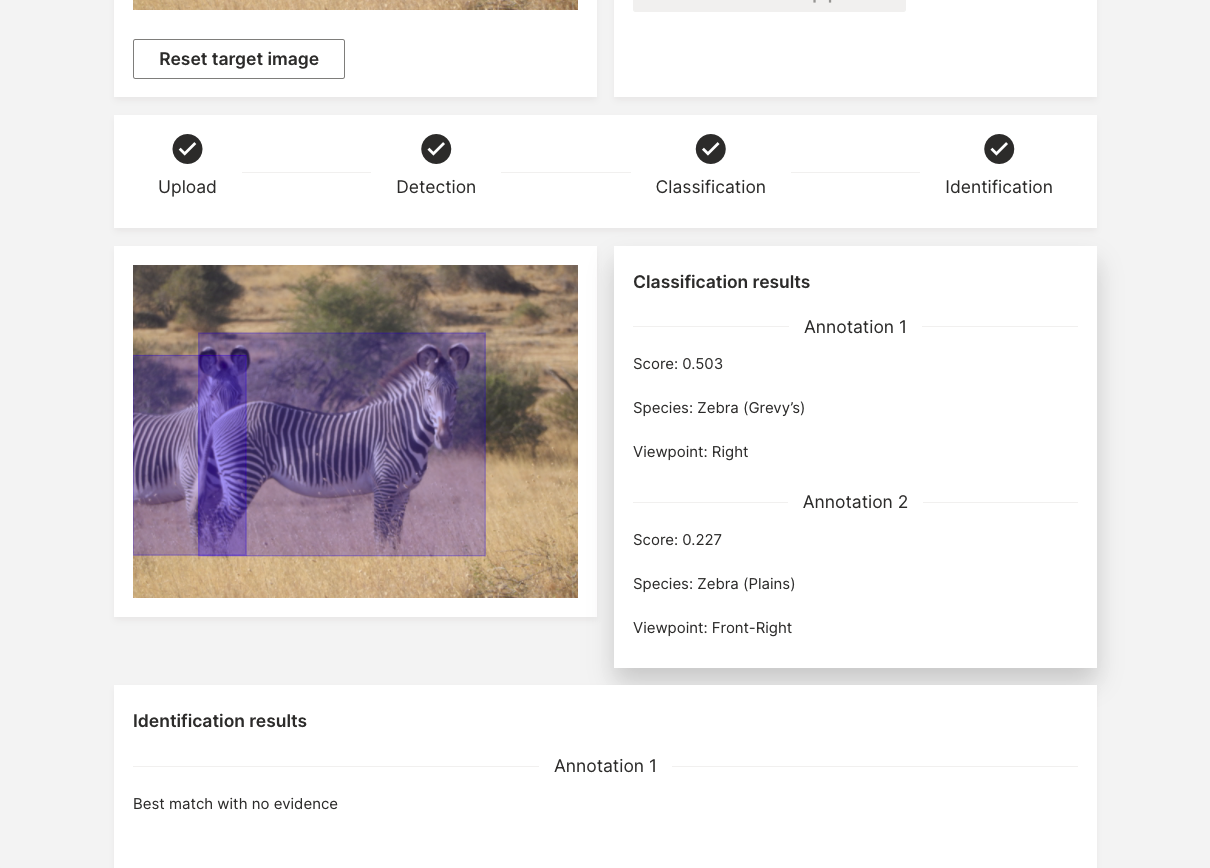 Reset target image
Upload
Detection
Classification
Identification
Classification results
Annotation 1
Score: 0.503
Species: Zebra (Grevy’s)
Viewpoint: Right
Annotation 2
Score: 0.227
Species: Zebra (Plains)
Viewpoint: Front-Right
Identification results
Annotation 1
Best match with no evidence